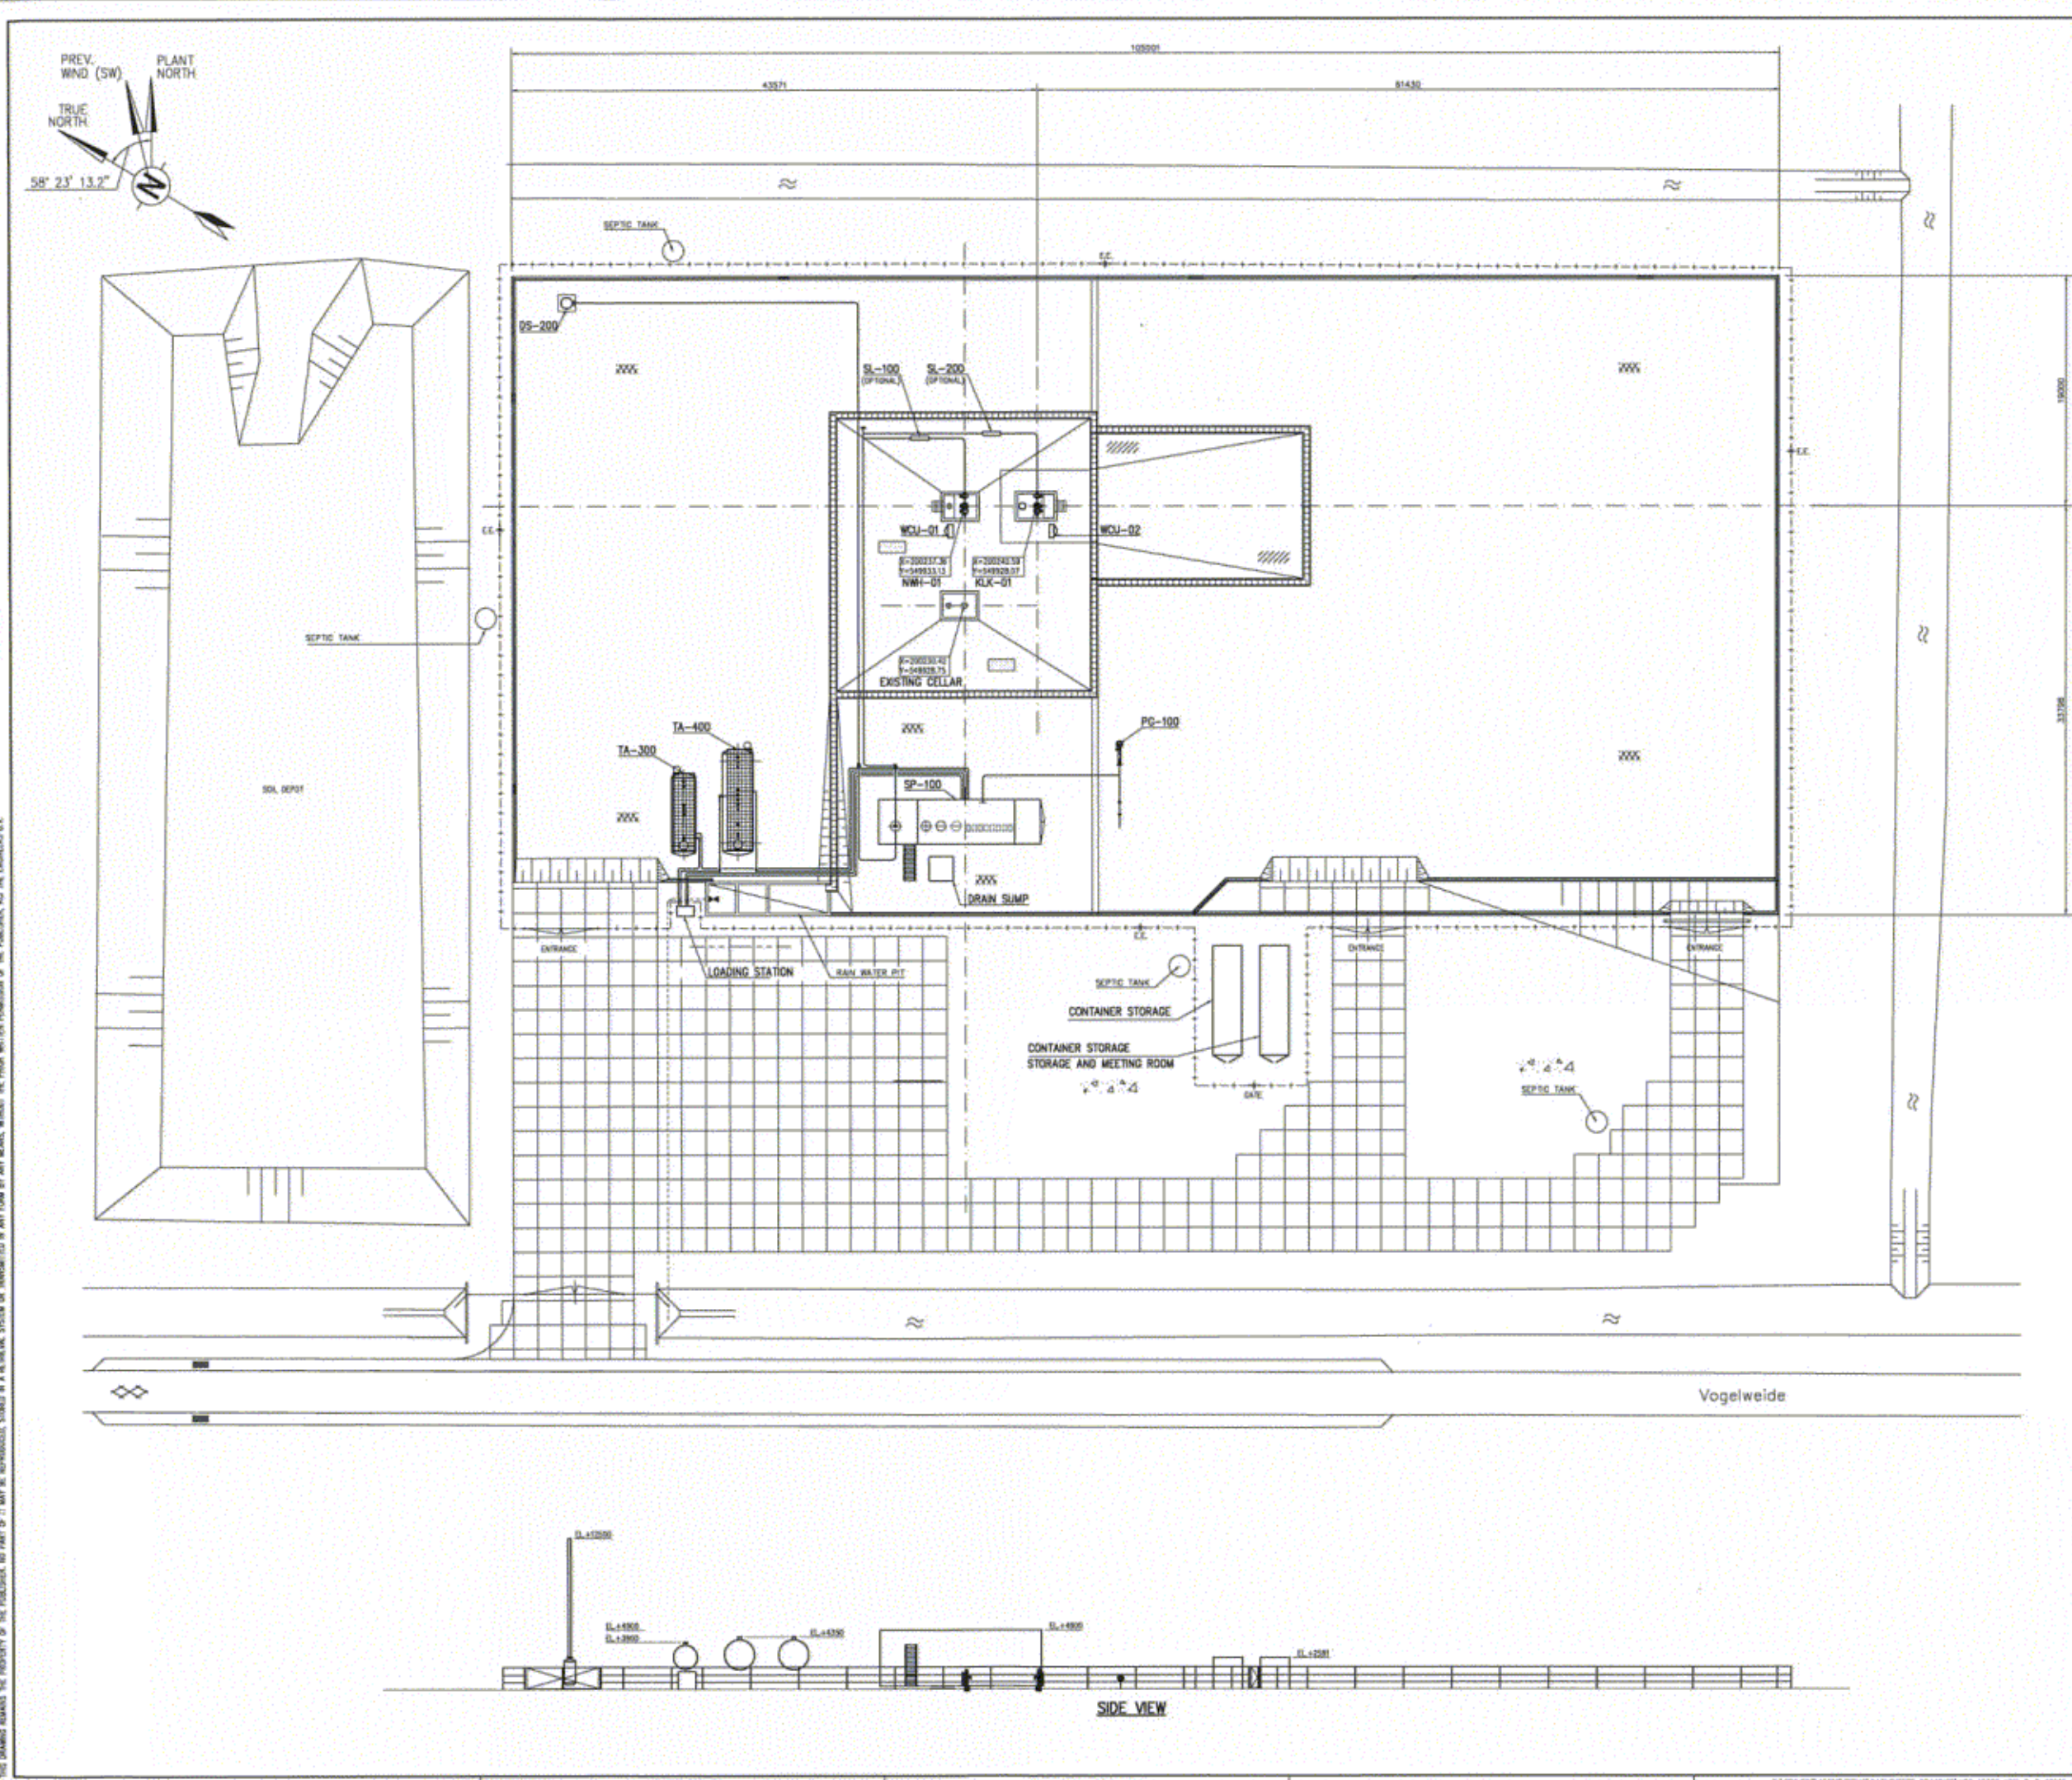 105001
43571
61430
PREV.
WIND (SW)
PLANT
NORTH
TRUE
NORTH
58° 23' 13.2"
N
SEPTIC TANK
E.E.
DS-200
SL-100
(OPTIONAL)
SL-200
(OPTIONAL)
19000
E.E.
E.E.
WCU-01
WCU-02
NWH-01
KLK-01
SEPTIC TANK
EXISTING CELLAR
33798
TA-400
TA-300
PG-100
SOIL DEPOT
SP-100
DRAIN SUMP
E.E.
ENTRANCE
ENTRANCE
ENTRANCE
LOADING STATION
RAIN WATER PIT
SEPTIC TANK
CONTAINER STORAGE
CONTAINER STORAGE
STORAGE AND MEETING ROOM
GATE
SEPTIC TANK
Vogelweide
SIDE VIEW